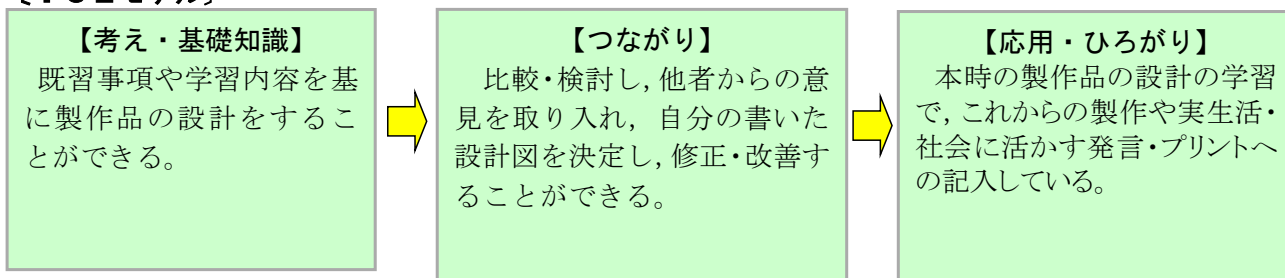 【考え・基礎知識】
既習事項や学習内容を基
に製作品の設計をするこ
とができる。
【つながり】
比較・検討し,他者からの意
見を取り入れ,自分の書いた
設計図を決定し,修正・改善す
ることができる。
【応用・ひろがり】
本時の製作品の設計の学習
で,これからの製作や実生活・
社会に活かす発言・プリントへ
の記入している。